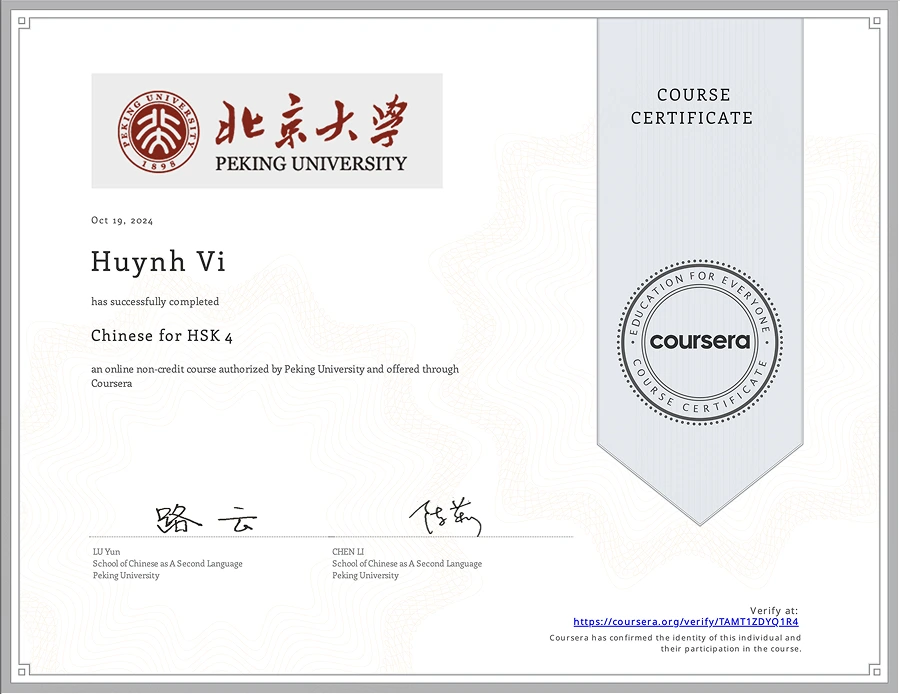 PEKING UNIVERSITY
1898
北京大学
PEKING UNIVERSITY
Oct 19, 2024
Huynh Vi
has successfully completed
Chinese for HSK 4
an online non-credit course authorized by Peking University and offered through
Coursera
COURSE
CERTIFICATE
EDUCATION FOR EVERYONE
coursera
COURSE CERTIFICATE
路云
陈莉
LU Yun
School of Chinese as A Second Language
Peking University
CHEN LI
School of Chinese as A Second Language
Peking University
Verify at:
https://coursera.org/verify/TAMT1ZDYQ1R4
Coursera has confirmed the identity of this individual and
their participation in the course.